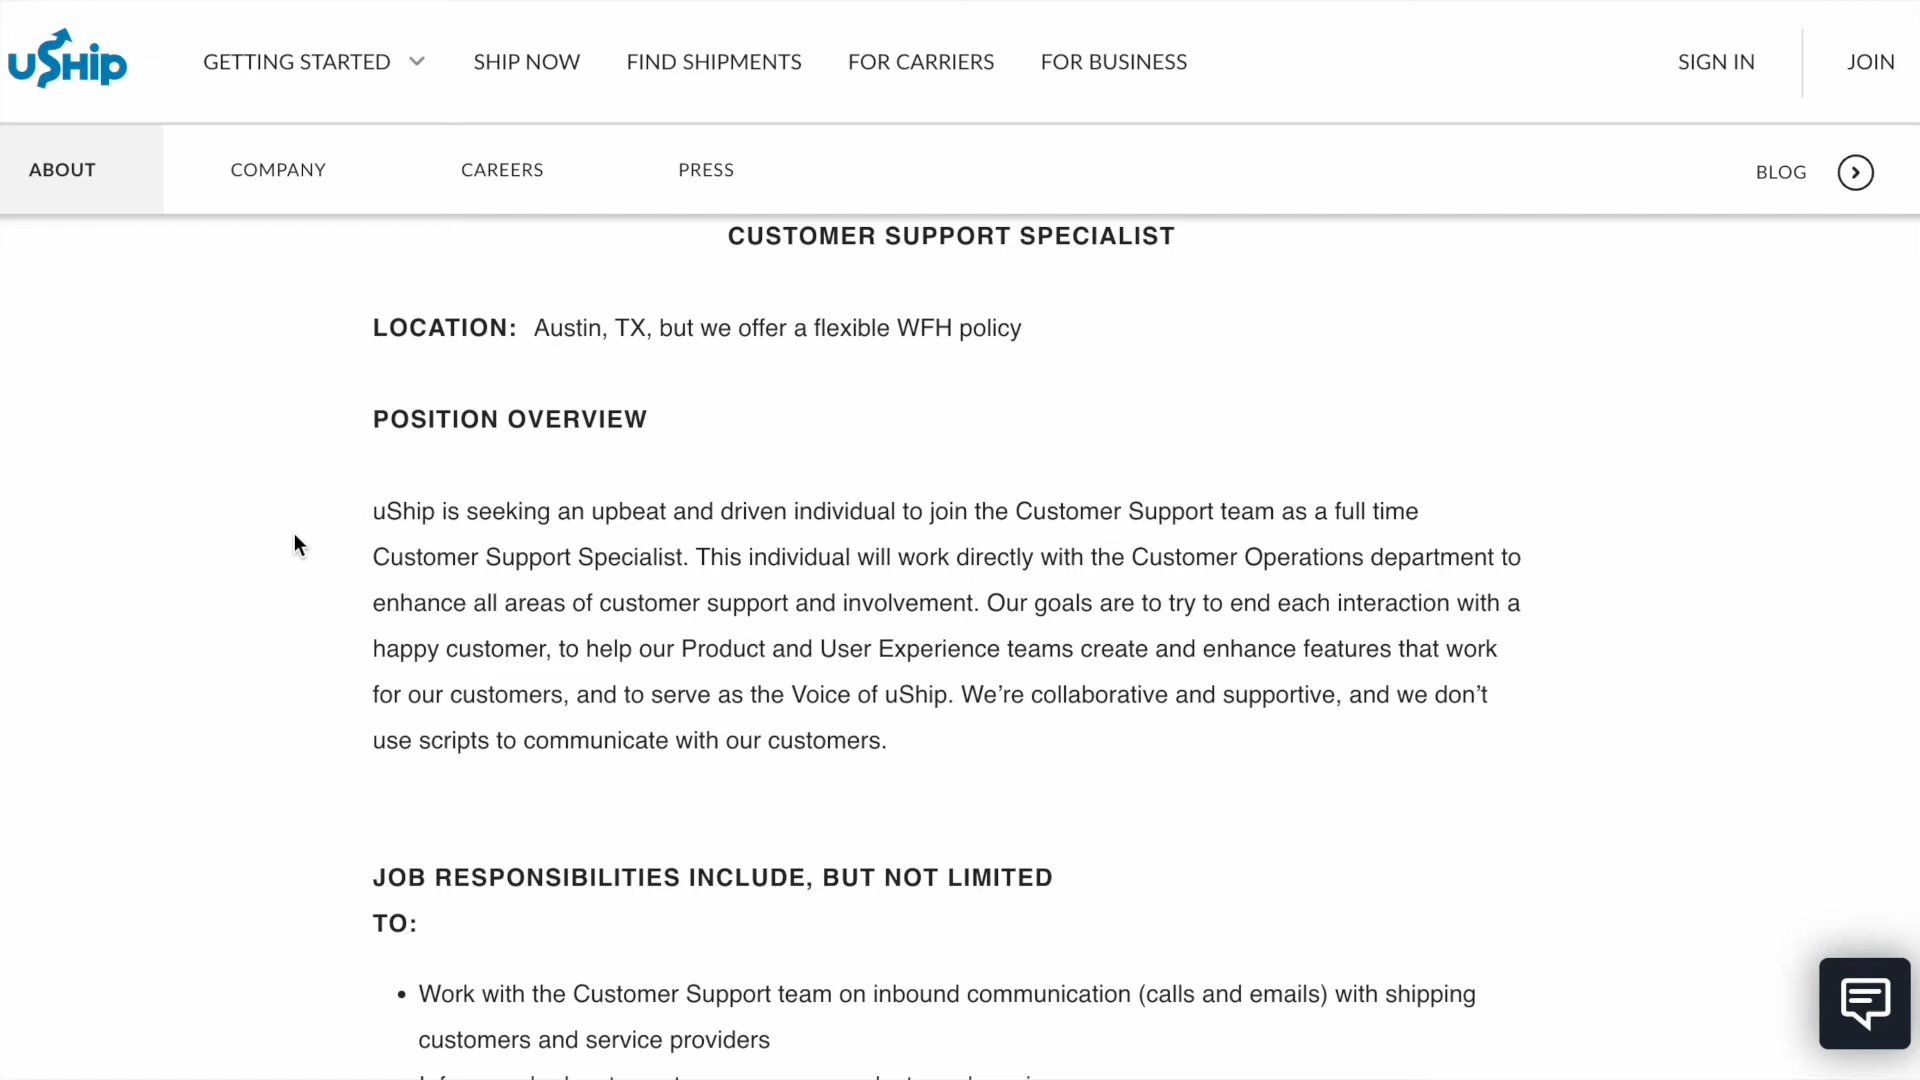 uShip
GETTING STARTED
SHIP NOW
FIND SHIPMENTS
FOR CARRIERS
FOR BUSINESS
SIGN IN
JOIN
ABOUT
COMPANY
CAREERS
PRESS
BLOG
CUSTOMER SUPPORT SPECIALIST
LOCATION: Austin, TX, but we offer a flexible WFH policy
POSITION OVERVIEW
uShip is seeking an upbeat and driven individual to join the Customer Support team as a full time
Customer Support Specialist. This individual will work directly with the Customer Operations department to
enhance all areas of customer support and involvement. Our goals are to try to end each interaction with a
happy customer, to help our Product and User Experience teams create and enhance features that work
for our customers, and to serve as the Voice of uShip. We’re collaborative and supportive, and we don’t
use scripts to communicate with our customers.
JOB RESPONSIBILITIES INCLUDE, BUT NOT LIMITED
TO:
• Work with the Customer Support team on inbound communication (calls and emails) with shipping
customers and service providers